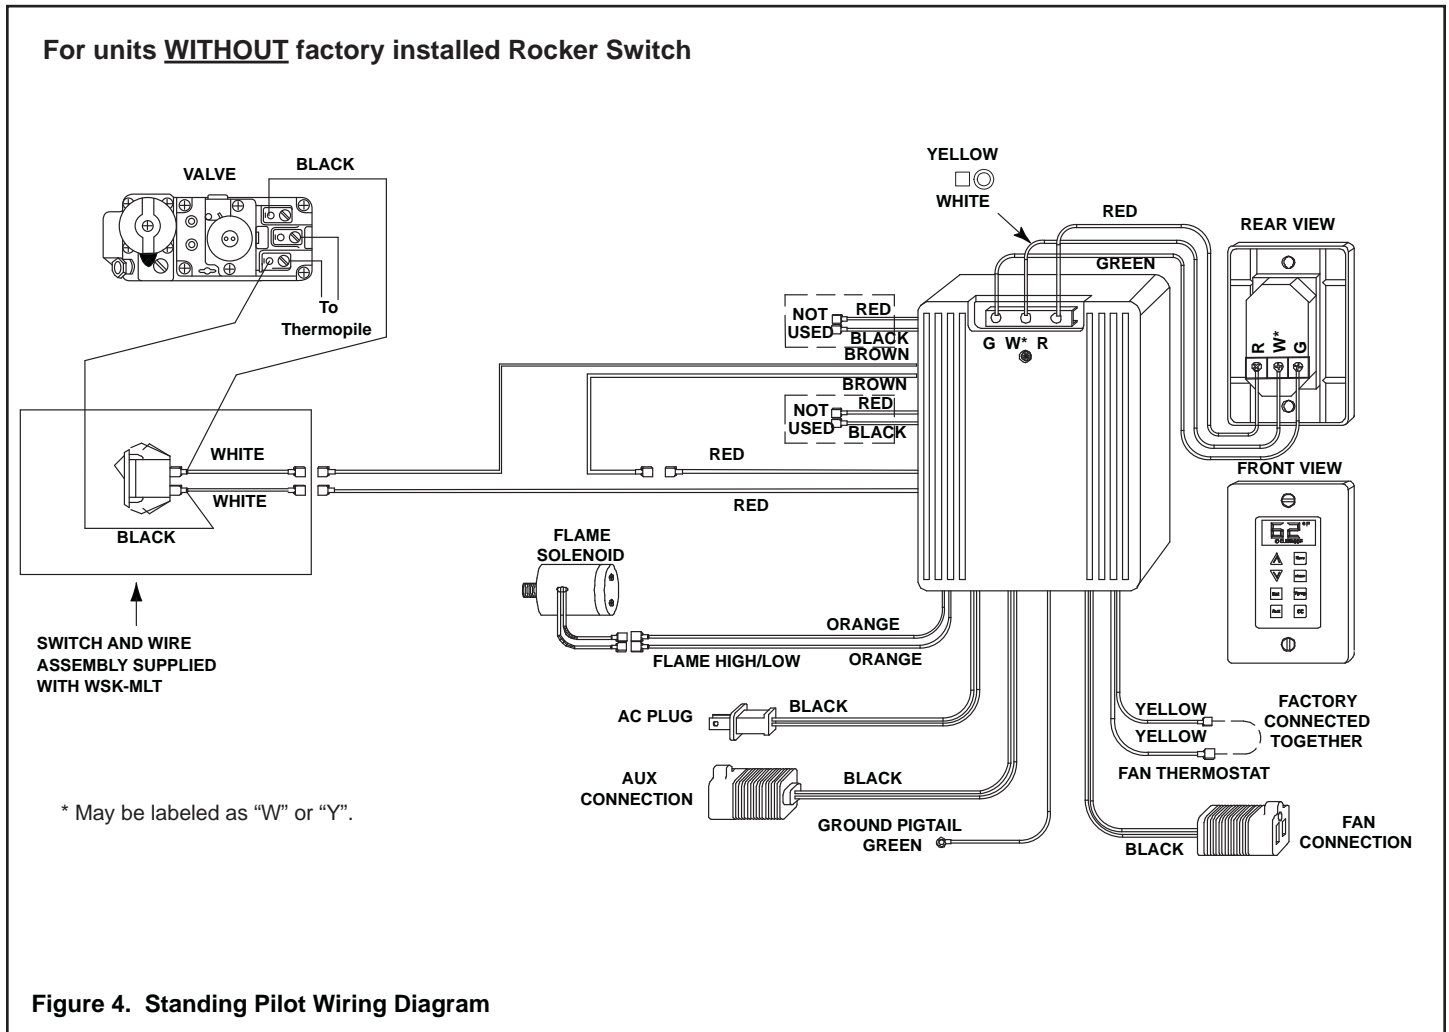 For units WITHOUT factory installed Rocker Switch
VALVE
BLACK
To
Thermopile
YELLOW
WHITE
RED
GREEN
REAR VIEW
R
W*
G
NOT
USED
RED
BLACK
BROWN
G W* R
BROWN
NOT
USED
RED
BLACK
WHITE
WHITE
BLACK
RED
RED
FRONT VIEW
62
SWITCH AND WIRE
ASSEMBLY SUPPLIED
WITH WSK-MLT
FLAME
SOLENOID
ORANGE
FLAME HIGH/LOW
ORANGE
AC PLUG
BLACK
AUX
CONNECTION
BLACK
GROUND PIGTAIL
GREEN
YELLOW
YELLOW
FACTORY
CONNECTED
TOGETHER
FAN THERMOSTAT
BLACK
FAN
CONNECTION
* May be labeled as “W” or “Y”.
Figure 4. Standing Pilot Wiring Diagram